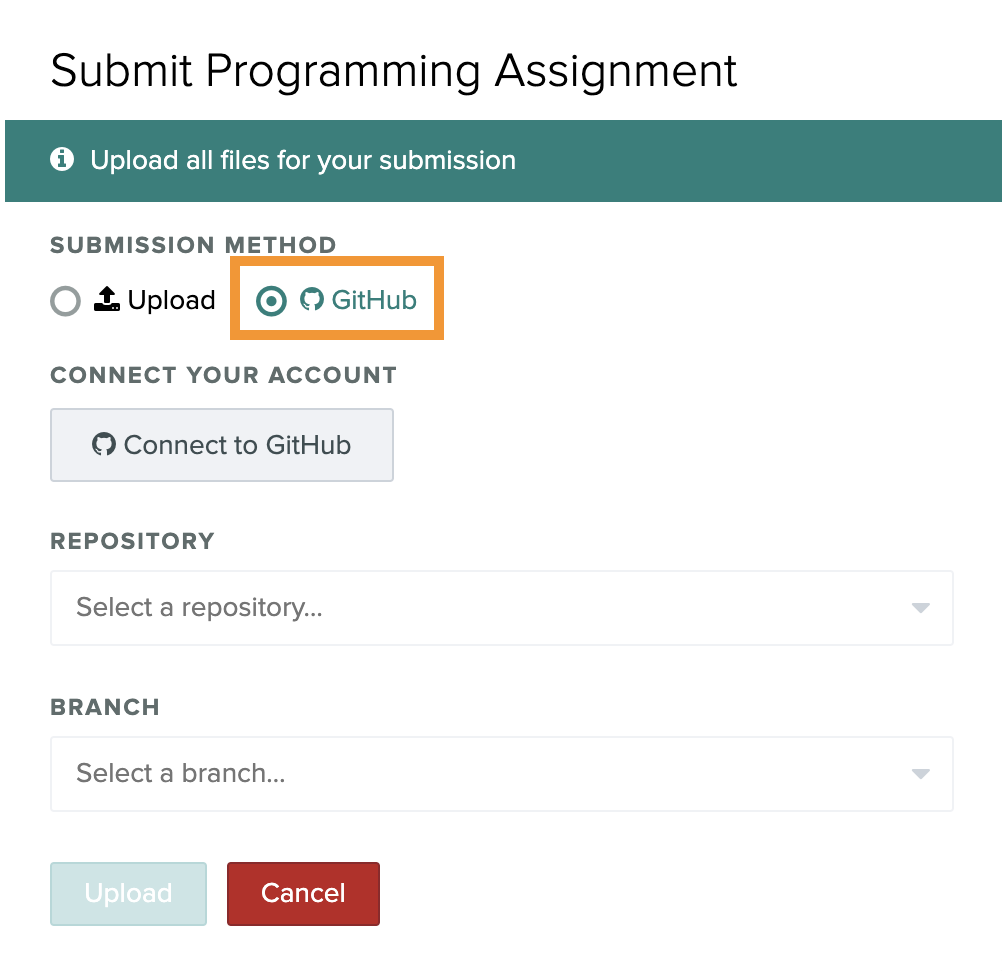 Submit Programming Assignment
Upload all files for your submission
SUBMISSION METHOD
Upload GitHub
CONNECT YOUR ACCOUNT
Connect to GitHub
REPOSITORY
Select a repository...
BRANCH
Select a branch...
Upload Cancel